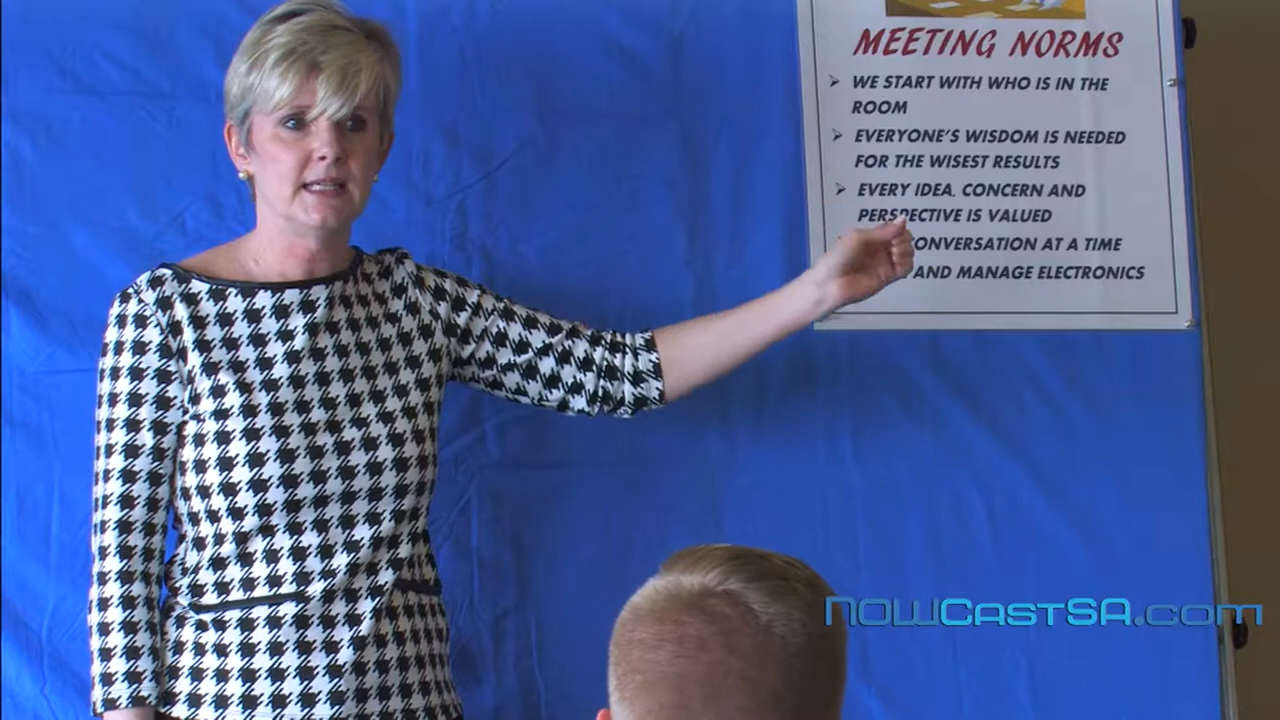 MEETING NORMS
➢ WE START WITH WHO IS IN THE
ROOM
➢ EVERYONE'S WISDOM IS NEEDED
FOR THE WISEST RESULTS
➢ EVERY IDEA, CONCERN AND
PERSPECTIVE IS VALUED
CONVERSATION AT A TIME
AND MANAGE ELECTRONICS
NOWCastSA.com